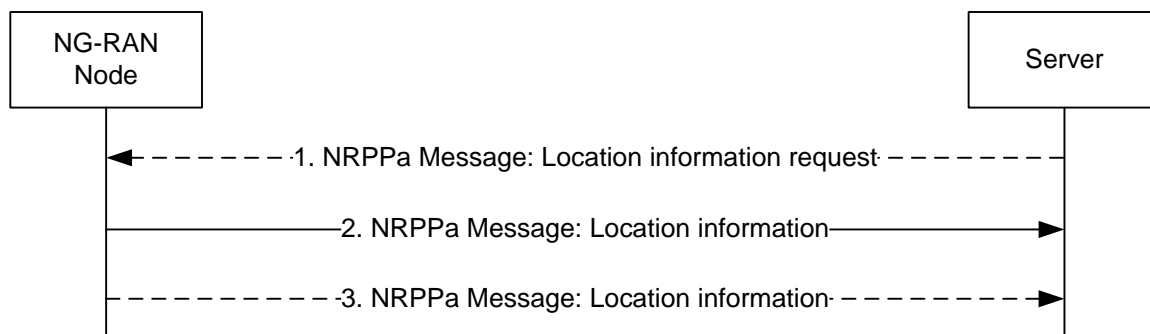 NG-RAN
Node
Server
1. NRPPa Message: Location information request
2. NRPPa Message: Location information
3. NRPPa Message: Location information